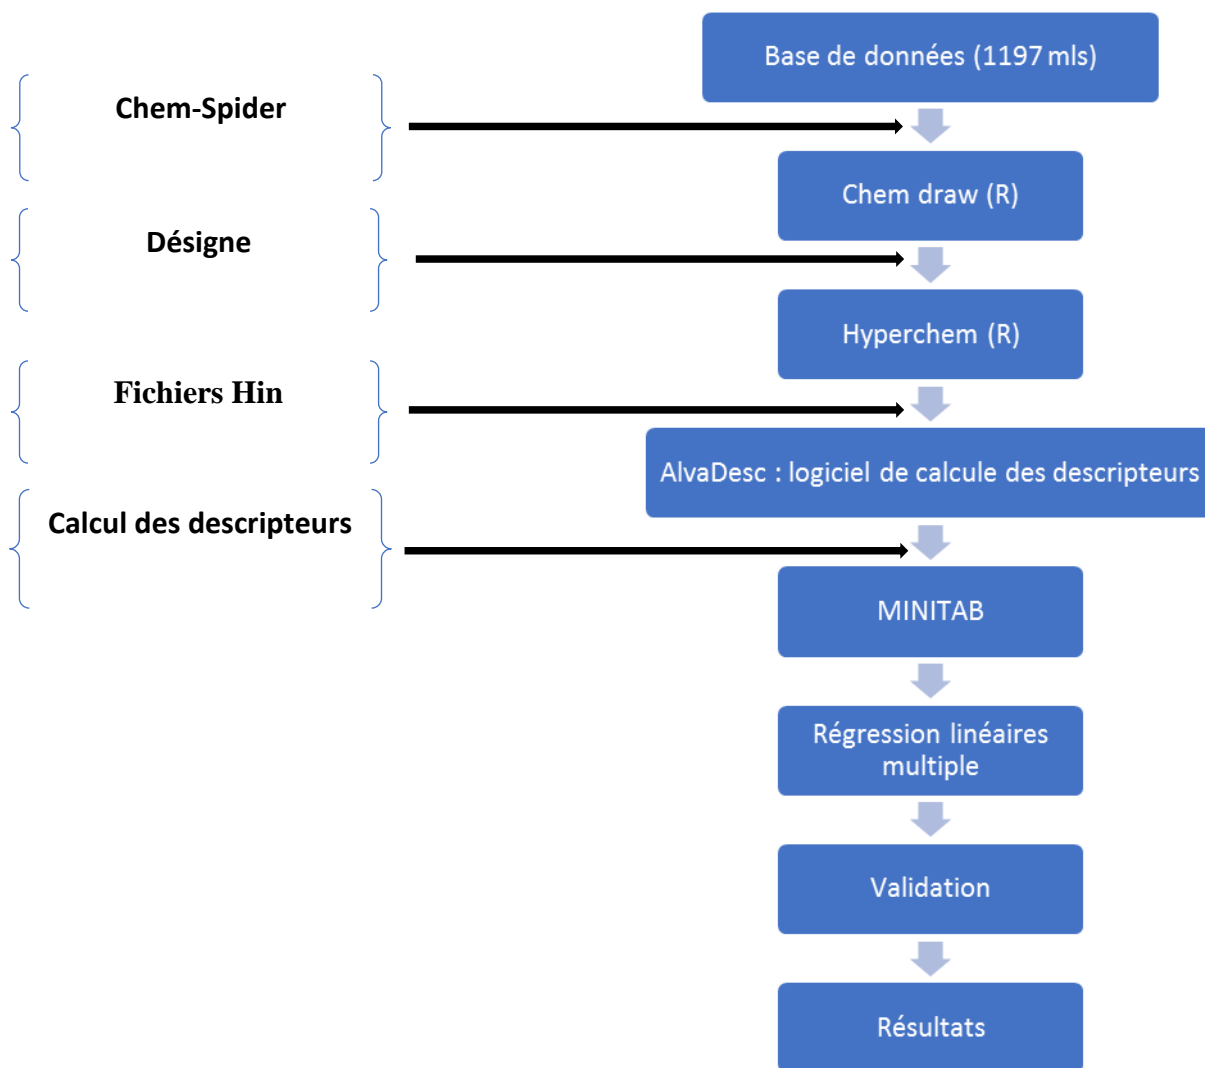 Base de données (1197 mls)
Chem-Spider
Chem draw (R)
Désigne
Hyperchem (R)
Fichiers Hin
AlvaDesc : logiciel de calcule des descripteurs
Calcul des descripteurs
MINITAB
Régression linéaires
multiple
Validation
Résultats